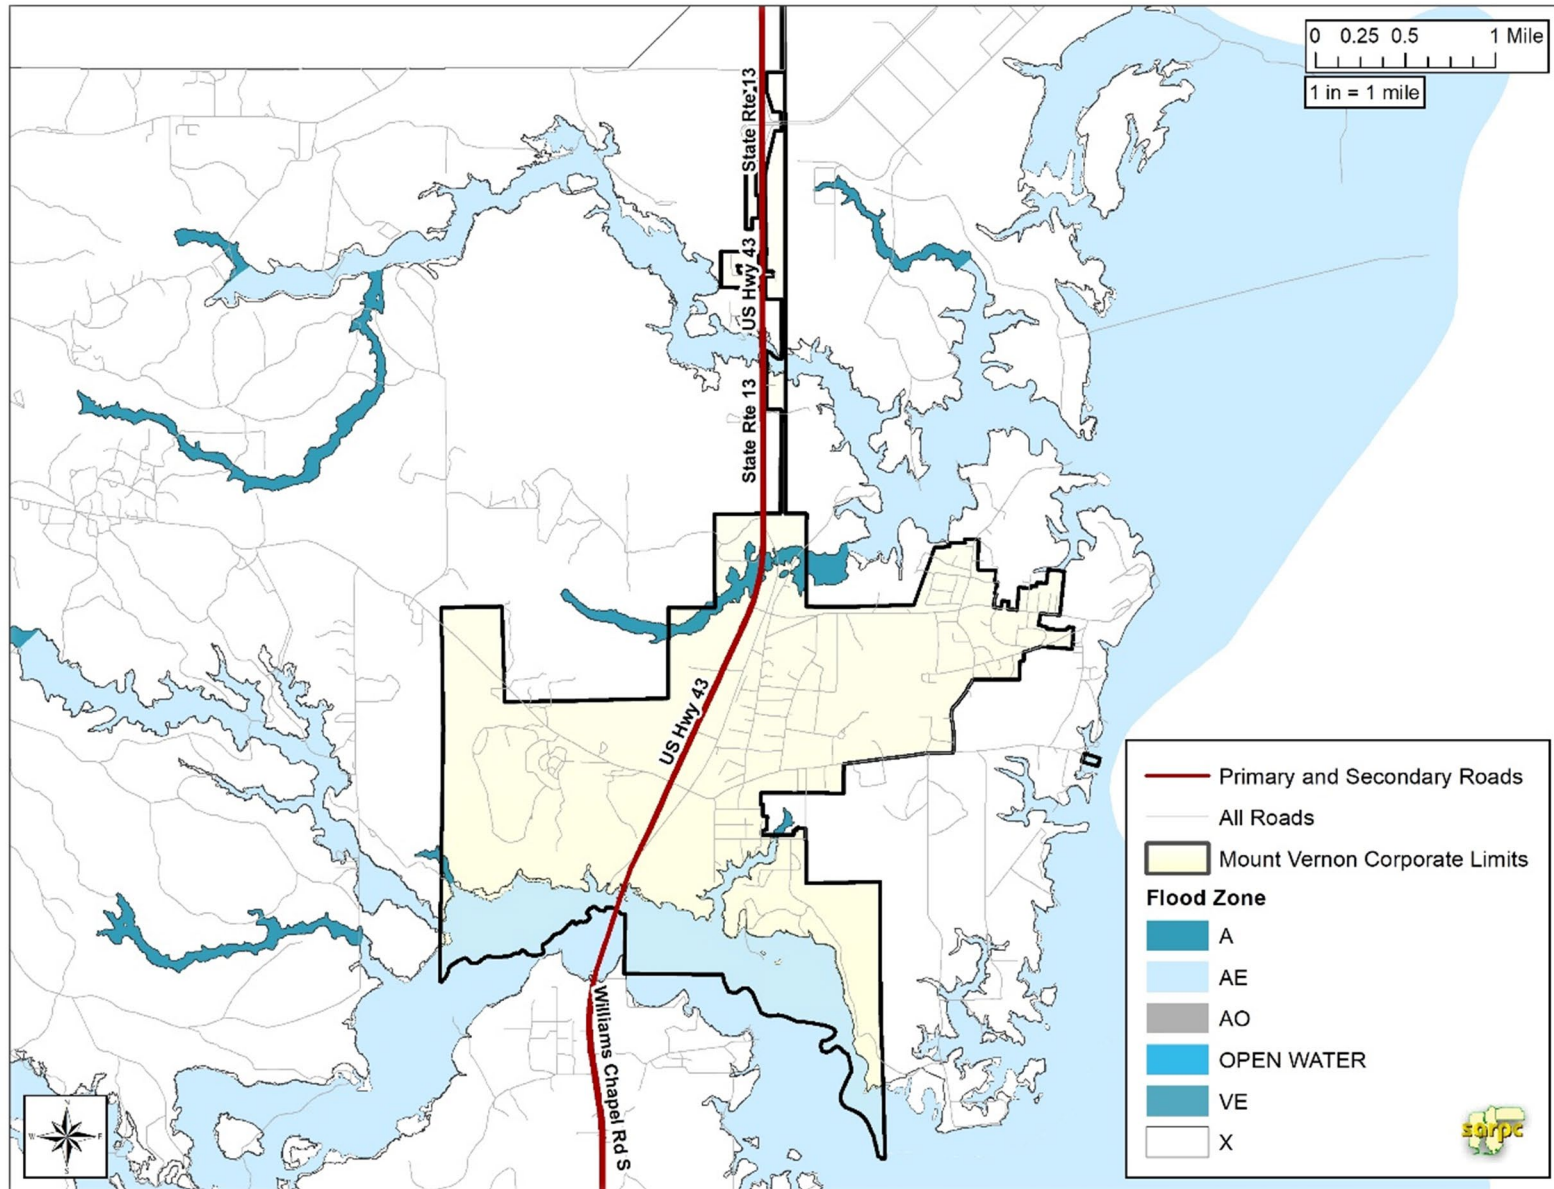 0 0.25 0.5 1 Mile
1 in = 1 mile
State Rte 13
US Hwy 43
State Rte 13
US Hwy 43
Williams Chapel Rd S
Primary and Secondary Roads
All Roads
Mount Vernon Corporate Limits
Flood Zone
A
AE
AO
OPEN WATER
VE
X
N
W
S
sarpc